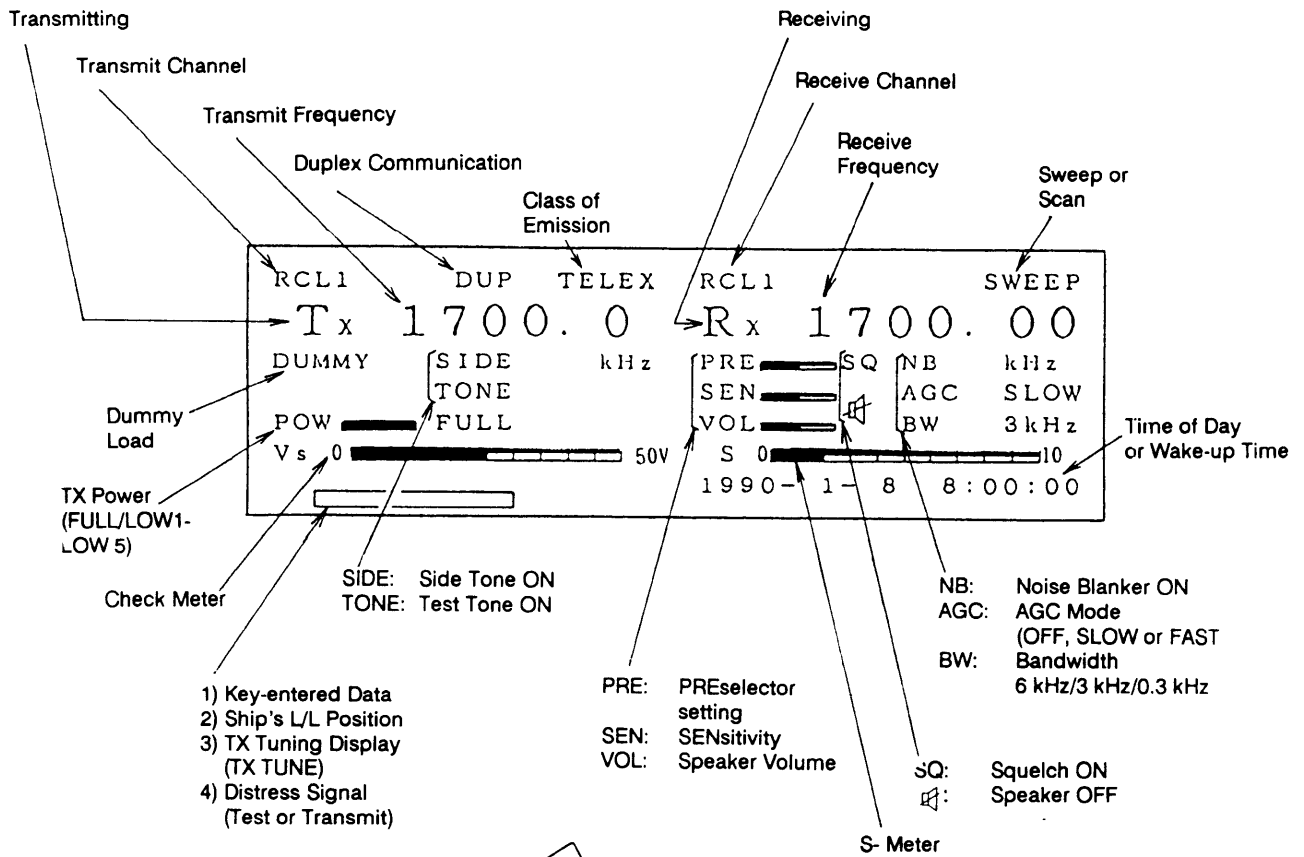 Transmitting
Receiving
Transmit Channel
Receive Channel
Transmit Frequency
Receive
Frequency
Duplex Communication
Sweep or
Scan
Class of
Emission
RCL1 DUP TELEX RCL1 SWEEP
Tx 1700.0 Rx 1700.00
DUMMY SIDE kHz PRE SQ NB kHz
TONE SEN AGC SLOW
POW FULL VOL BW 3kHz
Vs 0 50V S 0 10
1990- 1- 8 8:00:00
Dummy
Load
Time of Day
or Wake-up Time
TX Power
(FULL/LOW1-
LOW 5)
Check Meter
SIDE: Side Tone ON
TONE: Test Tone ON
NB: Noise Blanker ON
AGC: AGC Mode
(OFF, SLOW or FAST
BW: Bandwidth
6 kHz/3 kHz/0.3 kHz
1) Key-entered Data
2) Ship's L/L Position
3) TX Tuning Display
(TX TUNE)
4) Distress Signal
(Test or Transmit)
PRE: PREselector
setting
SEN: SENsitivity
VOL: Speaker Volume
SQ: Squelch ON
: Speaker OFF
S- Meter